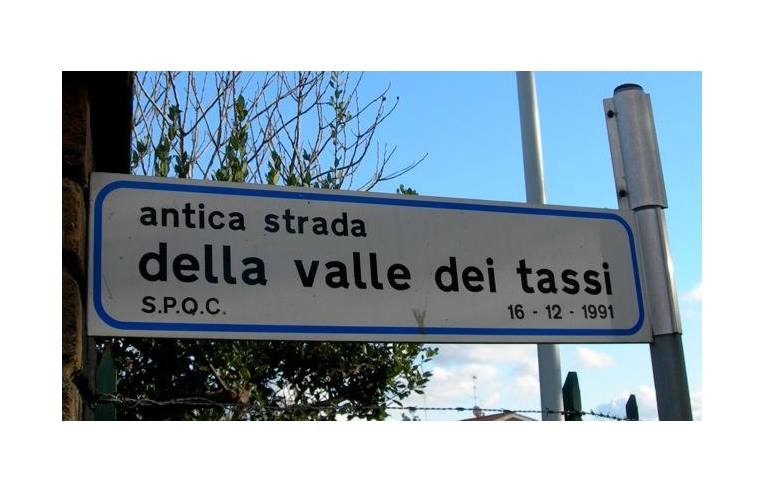 antica strada
della valle dei tassi
S.P.Q.C.
16 - 12 - 1991